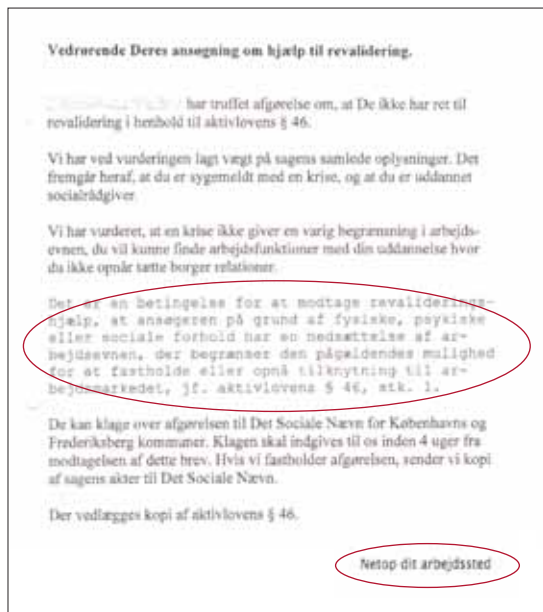 Vedrørende Deres ansøgning om hjælp til revalidering.
har truffet afgørelse om, at De ikke har ret til
revalidering i henhold til aktivlovens § 46.
Vi har ved vurderingen lagt vægt på sagens samlede oplysninger. Det
fremgår heraf, at du er sygemeldt med en krise, og at du er uddannet
socialrådgiver.
Vi har vurderet, at en krise ikke giver en varig begrænsning i arbejds-
evnen, du vil kunne finde arbejdsfunktioner med din uddannelse hvor
du ikke opnår tætte borger relationer.
Det er en betingelse for at modtage revaliderings-
hjælp, at ansøgeren på grund af fysiske, psykiske
eller sociale forhold har en nedsættelse af ar-
bejdsevnen, der begrænser den pågældendes mulighed
for at fastholde eller opnå tilknytning til ar-
bejdsmarkedet, jf. aktivlovens § 46, stk. 1.
De kan klage over afgørelsen til Det Sociale Nævn for Københavns og
Frederiksberg kommuner. Klagen skal indgives til os inden 4 uger fra
modtagelsen af dette brev. Hvis vi fastholder afgørelsen, sender vi kopi
af sagens akter til Det Sociale Nævn.
Der vedlægges kopi af aktivlovens § 46.
Netop dit arbejdssted